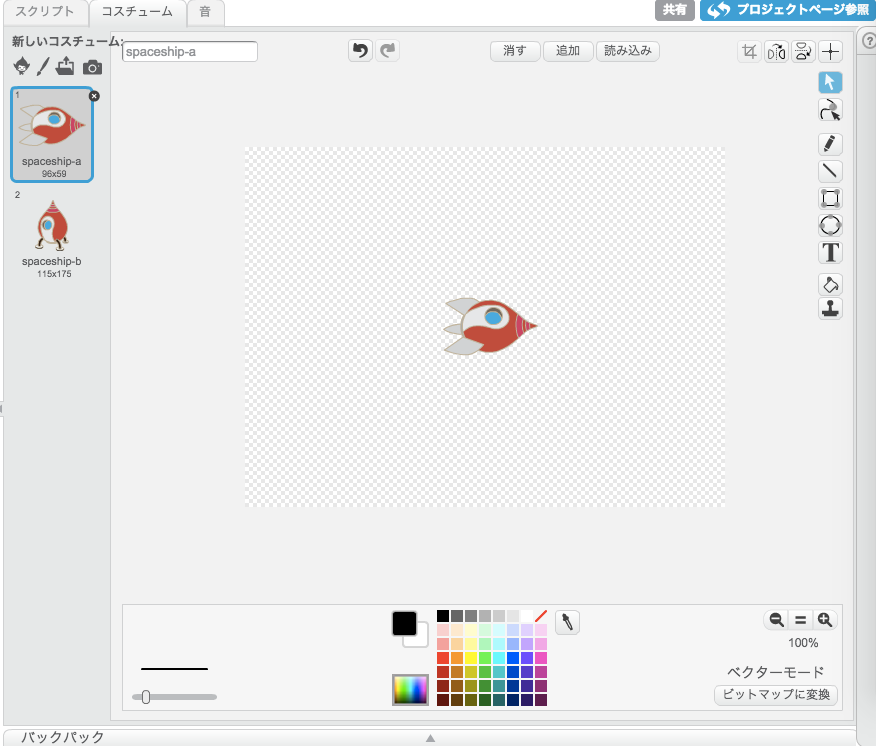 スクリプト コスチューム 音 共有 プロジェクトページ参照
新しいコスチューム: spaceship-a 消す 追加 読み込み
?
T
1
spaceship-a
96x59
2
spaceship-b
115x175
100%
ベクターモード
ビットマップに変換
バックパック